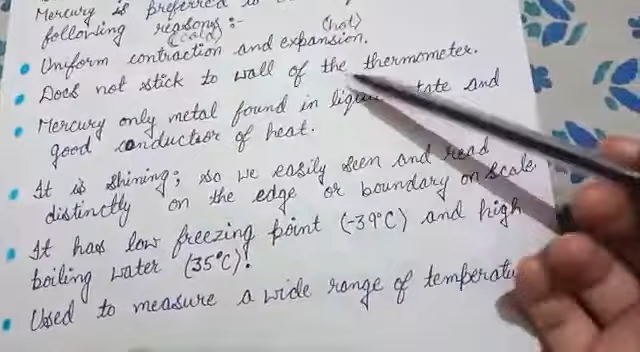 Mercury is preferred
following reasons :-
(cold) (hot)
Uniform contraction and expansion.
Does not stick to wall of the thermometer.
Mercury only metal found in liquid state and
good conductior of heat.
It is shining; so we easily seen and read
distinctly on the edge or boundary on scale
It has low freezing point (-39°C) and high
boiling water (35°C)!
Used to measure a wide range of temperatu